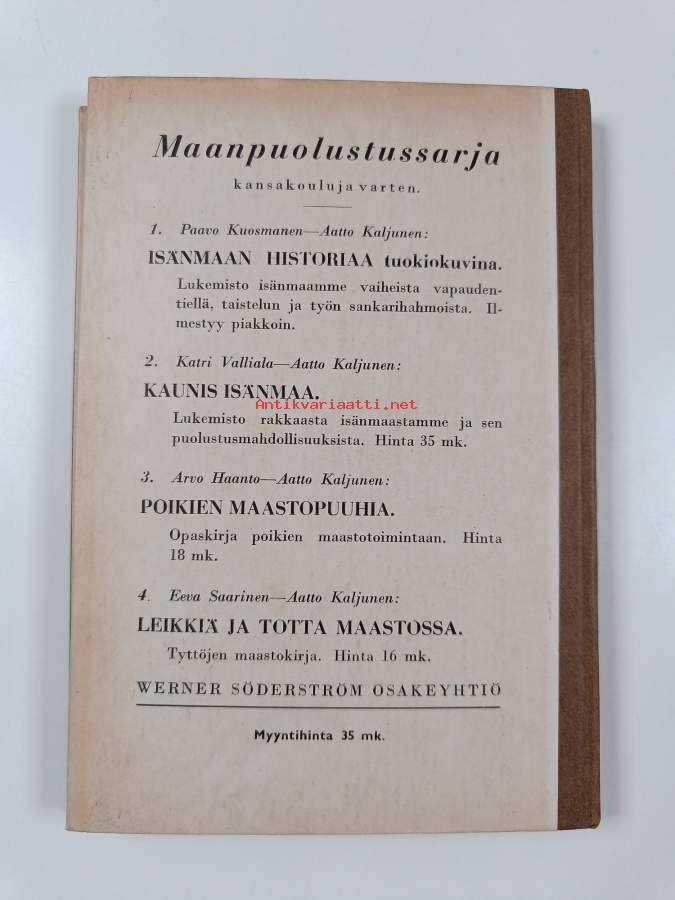 Maanpuolustussarja
kansakouluja varten.
1. Paavo Kuosmanen—Aatto Kaljunen:
ISÄNMAAN HISTORIAA tuokiokuvina.
Lukemisto isänmaamme vaiheista vapauden-
tiellä, taistelun ja työn sankarihahmoista. Il-
mestyy piakkoin.
2. Katri Valliala—Aatto Kaljunen:
KAUNIS ISÄNMAA.
Antikvariaatti.net
Lukemisto rakkaasta isänmaastamme ja sen
puolustusmahdollisuuksista. Hinta 35 mk.
3. Arvo Haanto—Aatto Kaljunen:
POIKIEN MAASTOPUUHIA.
Opaskirja poikien maastotoimintaan. Hinta
18 mk.
4. Eeva Saarinen—Aatto Kaljunen:
LEIKKIÄ JA TOTTA MAASTOSSA.
Tyttöjen maastokirja. Hinta 16 mk.
WERNER SÖDERSTRÖM OSAKEYHTIÖ
Myyntihinta 35 mk.